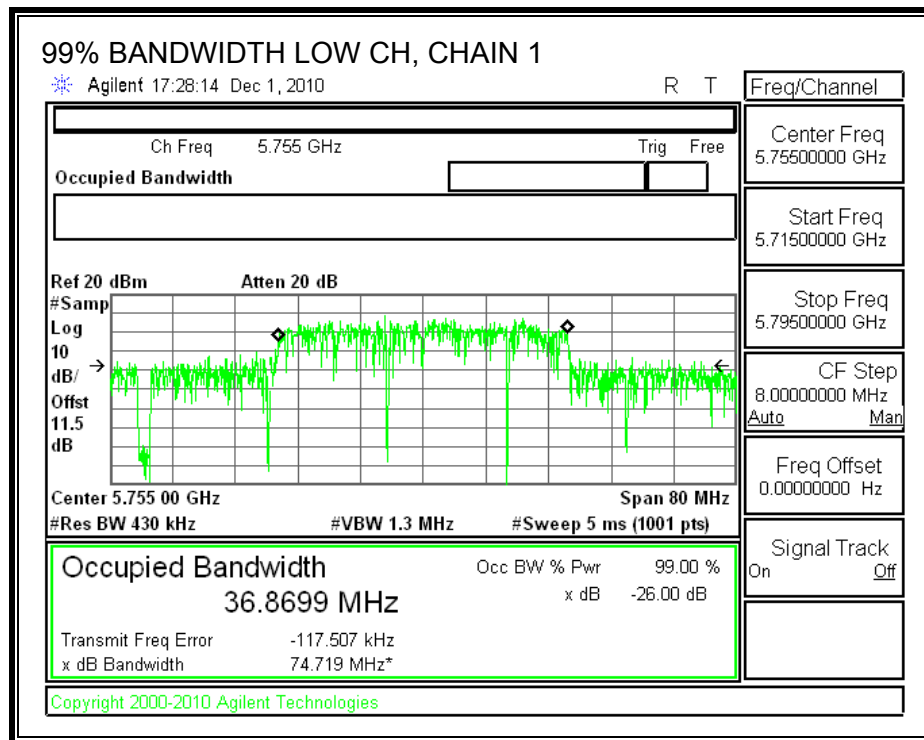 99% BANDWIDTH LOW CH, CHAIN 1
Agilent 17:28:14 Dec 1, 2010 R T
Freq/Channel
Ch Freq 5.755 GHz Trig Free
Occupied Bandwidth
Center Freq
5.75500000 GHz
Start Freq
5.71500000 GHz
Stop Freq
5.79500000 GHz
CF Step
8.00000000 MHz
Auto Man
Freq Offset
0.00000000 Hz
Signal Track
On Off
Ref 20 dBm Atten 20 dB
#Samp
Log
10
dB/
Offst
11.5
dB
Center 5.755 00 GHz Span 80 MHz
#Res BW 430 kHz #VBW 1.3 MHz #Sweep 5 ms (1001 pts)
Occupied Bandwidth Occ BW % Pwr 99.00 %
36.8699 MHz x dB -26.00 dB
Transmit Freq Error -117.507 kHz
x dB Bandwidth 74.719 MHz*
Copyright 2000-2010 Agilent Technologies